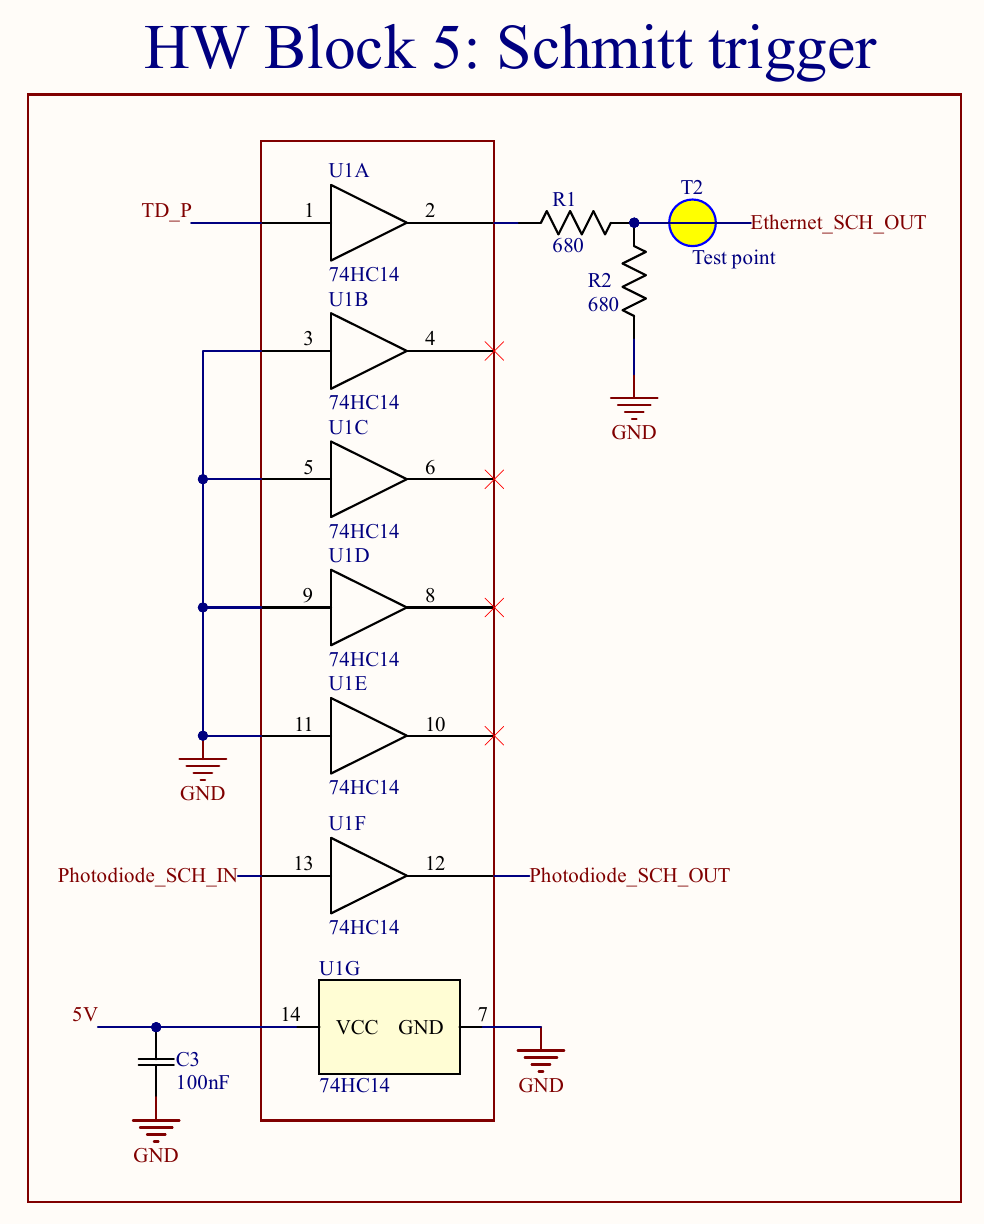 HW Block 5: Schmitt trigger
U1A
TD_P
1
2
74HC14
R1
680
T2
Ethernet_SCH_OUT
Test point
R2
680
GND
U1B
3
4
74HC14
U1C
5
6
74HC14
U1D
9
8
74HC14
U1E
11
10
74HC14
GND
U1F
Photodiode_SCH_IN
13
12
Photodiode_SCH_OUT
74HC14
U1G
5V
14
VCC GND
7
74HC14
GND
C3
100nF
GND